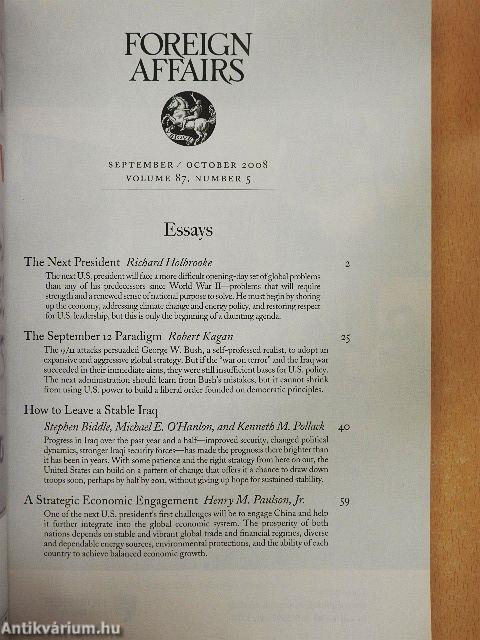 FOREIGN
AFFAIRS
SEPTEMBER / OCTOBER 2008
VOLUME 87, NUMBER 5
Essays
The Next President Richard Holbrooke 2
The next U.S. president will face a more difficult opening-day set of global problems
than any of his predecessors since World War II—problems that will require
strength and a renewed sense of national purpose to solve. He must begin by shoring
up the economy, addressing climate change and energy policy, and restoring respect
for U.S. leadership, but this is only the beginning of a daunting agenda.
The September 12 Paradigm Robert Kagan 25
The 9/11 attacks persuaded George W. Bush, a self-professed realist, to adopt an
expansive and aggressive global strategy. But if the "war on terror" and the Iraq war
succeeded in their immediate aims, they were still insufficient bases for U.S. policy.
The next administration should learn from Bush's mistakes, but it cannot shrink
from using U.S. power to build a liberal order founded on democratic principles.
How to Leave a Stable Iraq
Stephen Biddle, Michael E. O'Hanlon, and Kenneth M. Pollack 40
Progress in Iraq over the past year and a half—improved security, changed political
dynamics, stronger Iraqi security forces—has made the prognosis there brighter than
it has been in years. With some patience and the right strategy from here on out, the
United States can build on a pattern of change that offers it a chance to draw down
troops soon, perhaps by half by 2011, without giving up hope for sustained stability.
A Strategic Economic Engagement Henry M. Paulson, Jr. 59
One of the next U.S. president's first challenges will be to engage China and help
it further integrate into the global economic system. The prosperity of both
nations depends on stable and vibrant global trade and financial regimes, diverse
and dependable energy sources, environmental protections, and the ability of each
country to achieve balanced economic growth.
Antikvárium.hu